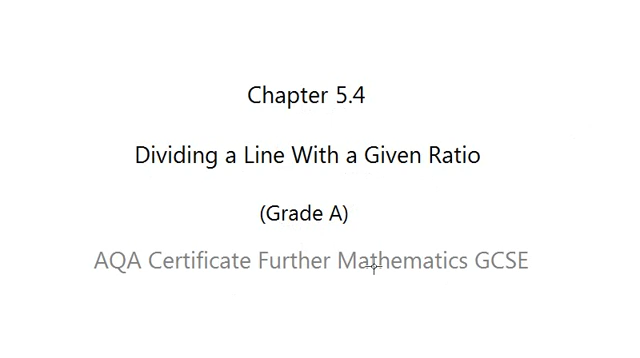 Chapter 5.4
Dividing a Line With a Given Ratio
(Grade A)
AQA Certificate Further Mathematics GCSE